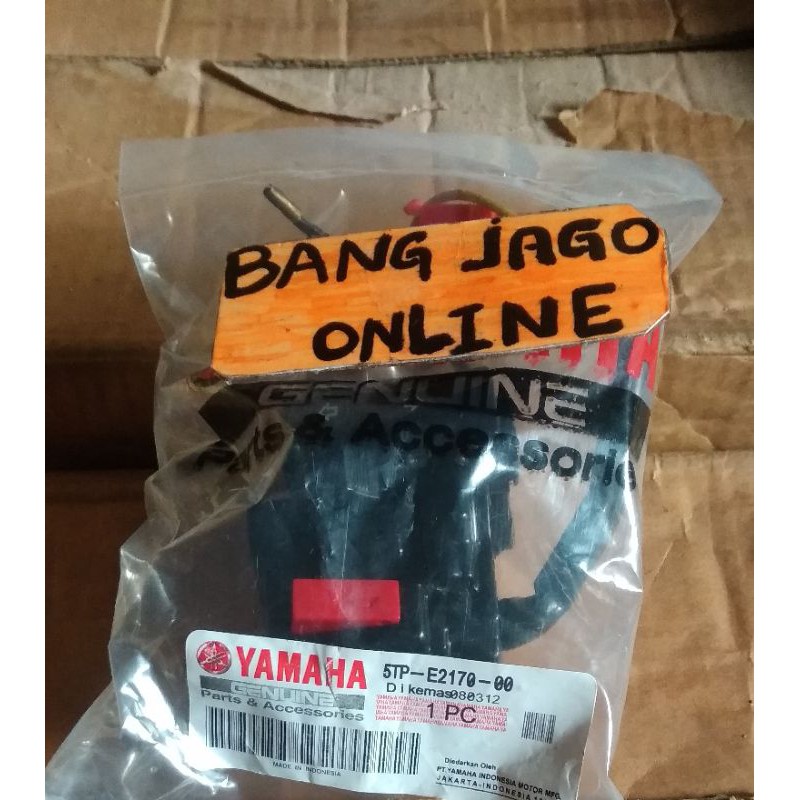 BANG JAGO
ONLINE
GENUINE
Parts & Accessorie
YAMAHA
GENUINE
Parts & Accessories
5TP-E2170-00
Dikemas080312
1 PC
MADE IN INDONESIA
Diedarkan Oleh
PT.YAMAHA INDONESIA MOTOR MFG
JAKARTA-INDONESIA